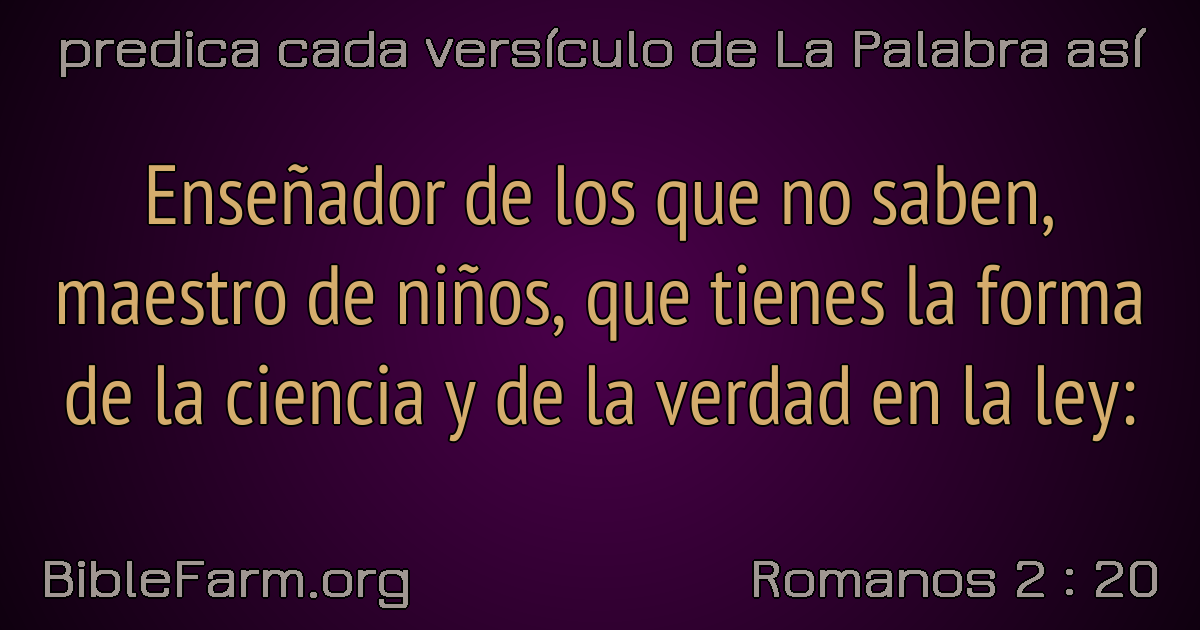 predica cada versículo de La Palabra así
Enseñador de los que no saben,
maestro de niños, que tienes la forma
de la ciencia y de la verdad en la ley:
BibleFarm.org
Romanos 2 : 20